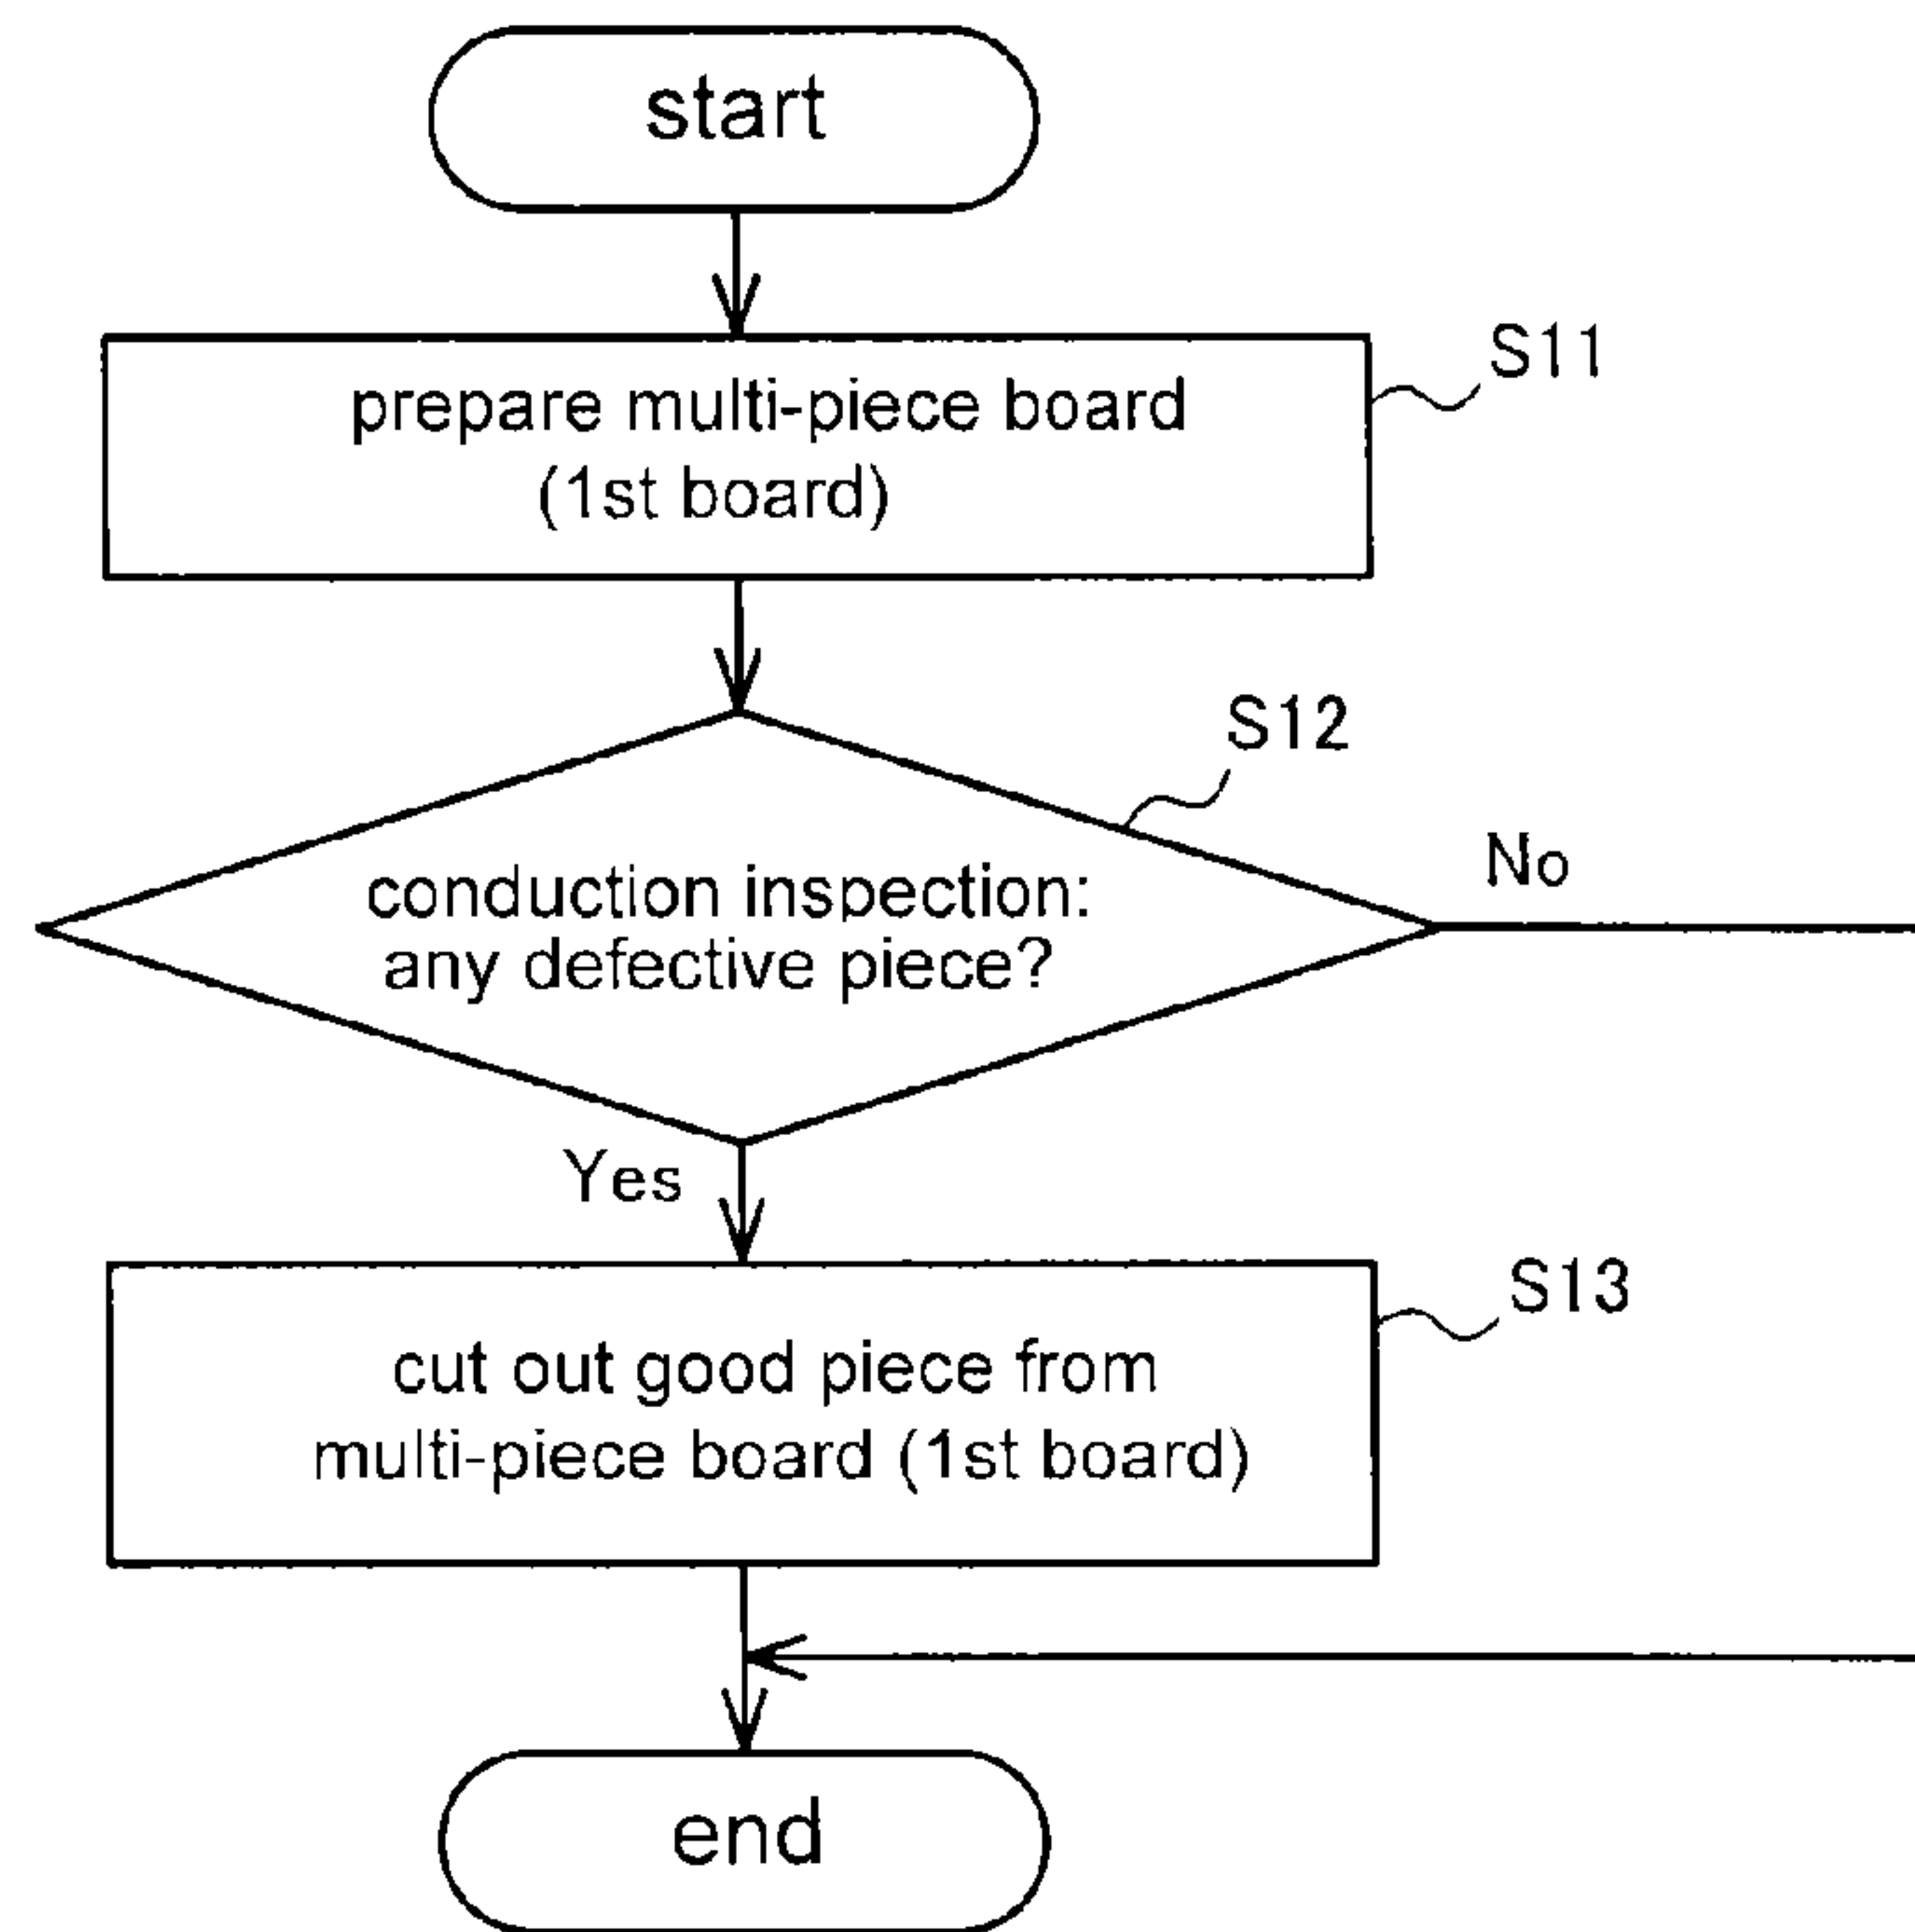 start
prepare multi-piece board
(1st board)
S11
S12
conduction inspection:
any defective piece?
No
Yes
cut out good piece from
multi-piece board (1st board)
S13
end